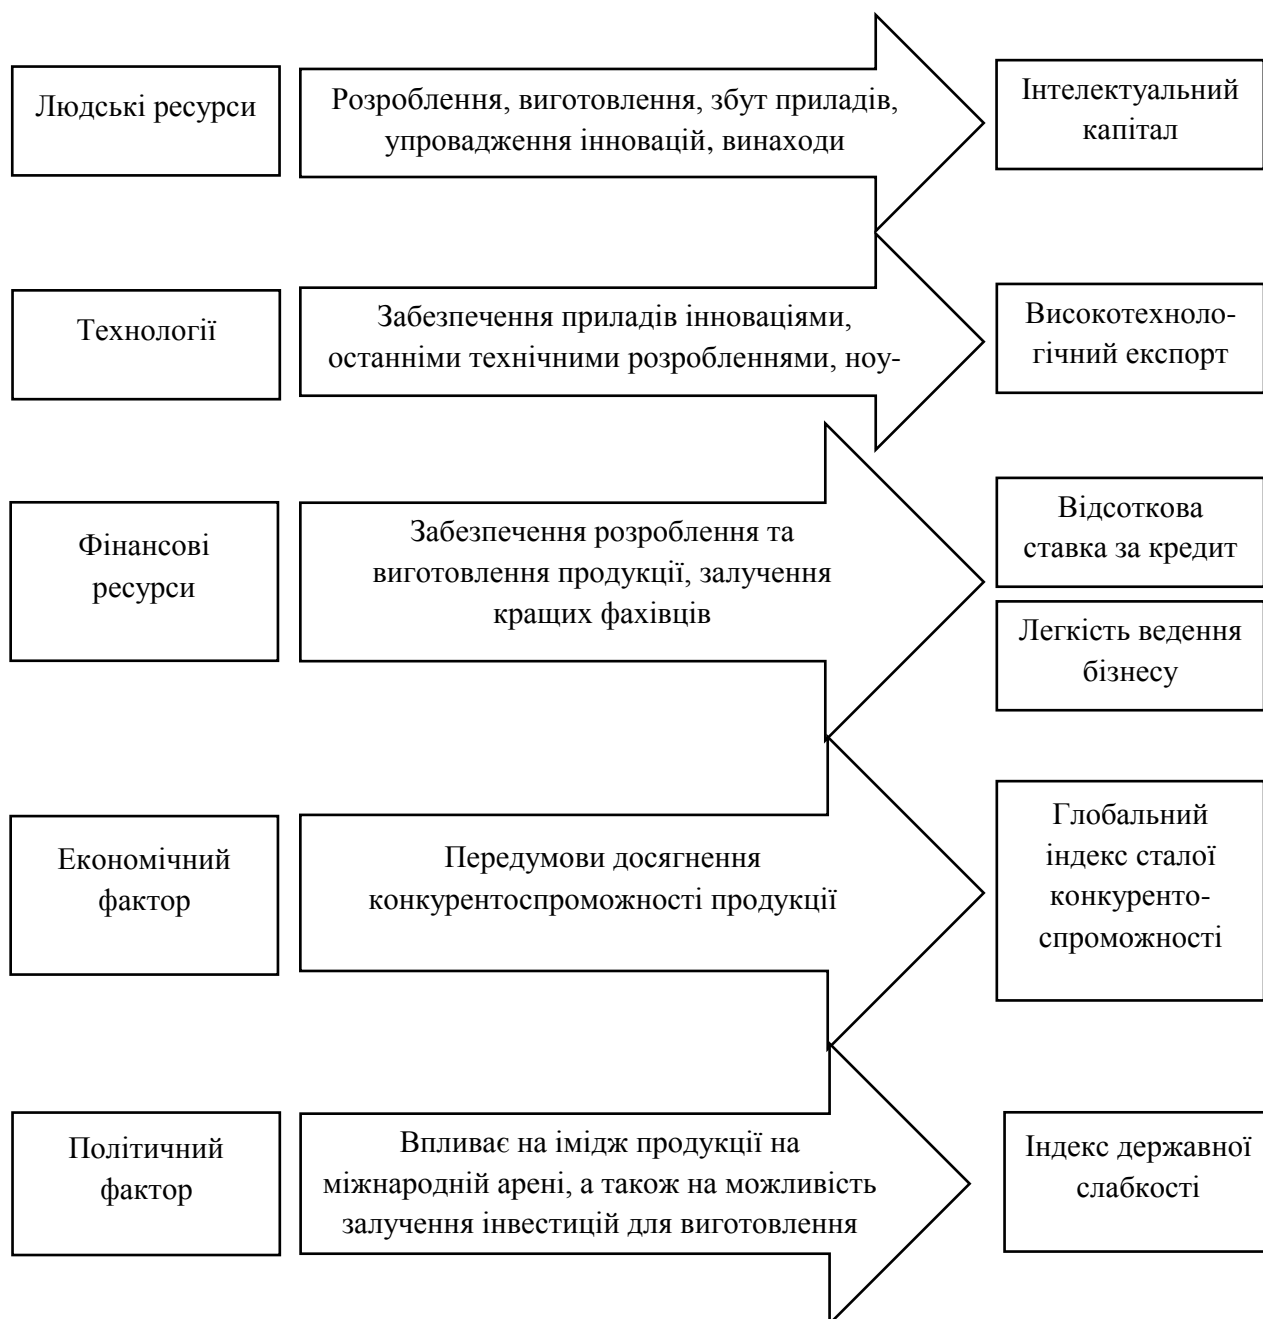 Людські ресурси
Розроблення, виготовлення, збут приладів,
упровадження інновацій, винаходи
Інтелектуальний
капітал
Технології
Забезпечення приладів інноваціями,
останніми технічними розробленнями, ноу-
Високотехноло-
гічний експорт
Фінансові
ресурси
Забезпечення розроблення та
виготовлення продукції, залучення
кращих фахівців
Відсоткова
ставка за кредит
Легкість ведення
бізнесу
Економічний
фактор
Передумови досягнення
конкурентоспроможності продукції
Глобальний
індекс сталої
конкуренто-
спроможності
Політичний
фактор
Впливає на імідж продукції на
міжнародній арені, а також на можливість
залучення інвестицій для виготовлення
Індекс державної
слабкості